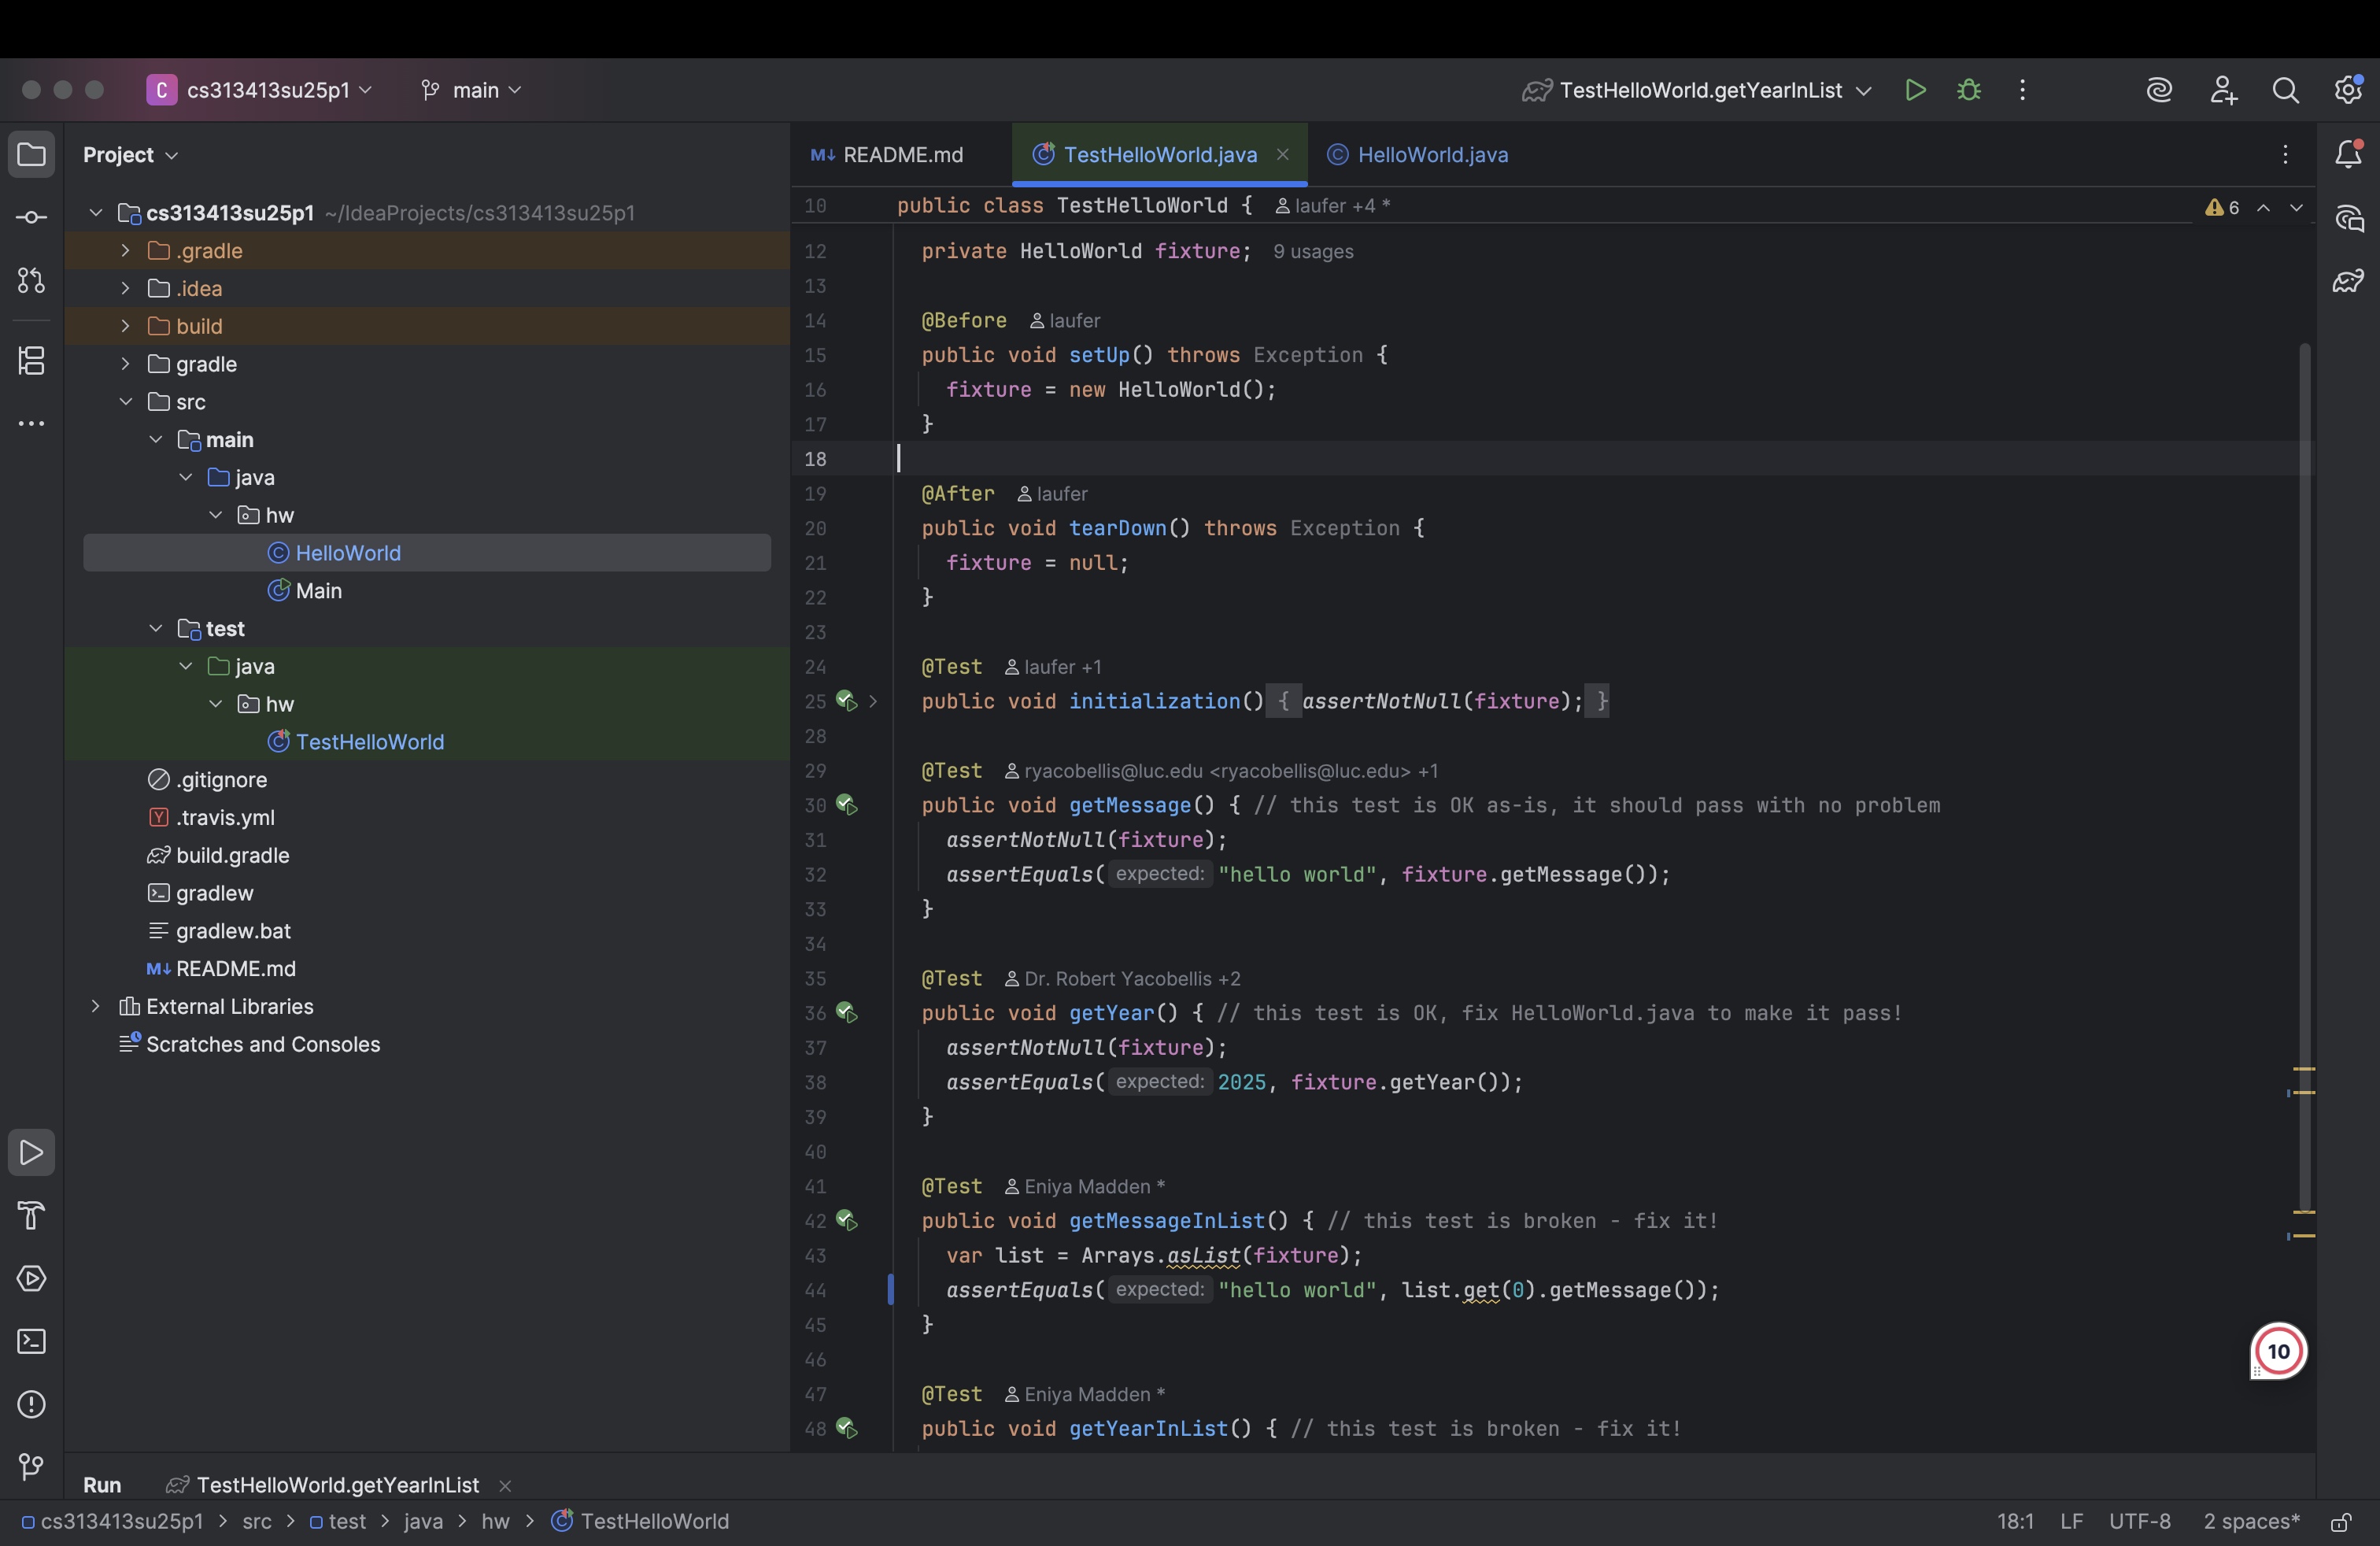 C cs313413su25p1 main TestHelloWorld.getYearInList
Project
cs313413su25p1 ~/IdeaProjects/cs313413su25p1
.gradle
.idea
build
gradle
src
main
java
hw
HelloWorld
Main
test
java
hw
TestHelloWorld
.gitignore
.travis.yml
build.gradle
gradlew
gradlew.bat
README.md
External Libraries
Scratches and Consoles
README.md TestHelloWorld.java HelloWorld.java
10 public class TestHelloWorld { laufer +4 * 6
12 private HelloWorld fixture; 9 usages
13
14 @Before laufer
15 public void setUp() throws Exception {
16 fixture = new HelloWorld();
17 }
18
19 @After laufer
20 public void tearDown() throws Exception {
21 fixture = null;
22 }
23
24 @Test laufer +1
25 public void initialization() { assertNotNull(fixture); }
28
29 @Test ryacobellis@luc.edu <ryacobellis@luc.edu> +1
30 public void getMessage() { // this test is OK as-is, it should pass with no problem
31 assertNotNull(fixture);
32 assertEquals( expected: "hello world", fixture.getMessage());
33 }
34
35 @Test Dr. Robert Yacobellis +2
36 public void getYear() { // this test is OK, fix HelloWorld.java to make it pass!
37 assertNotNull(fixture);
38 assertEquals( expected: 2025, fixture.getYear());
39 }
40
41 @Test Eniya Madden *
42 public void getMessageInList() { // this test is broken - fix it!
43 var list = Arrays.asList(fixture);
44 assertEquals( expected: "hello world", list.get(0).getMessage());
45 }
46
47 @Test Eniya Madden *
48 public void getYearInList() { // this test is broken - fix it!
10
Run TestHelloWorld.getYearInList
cs313413su25p1 > src > test > java > hw > TestHelloWorld 18:1 LF UTF-8 2 spaces*